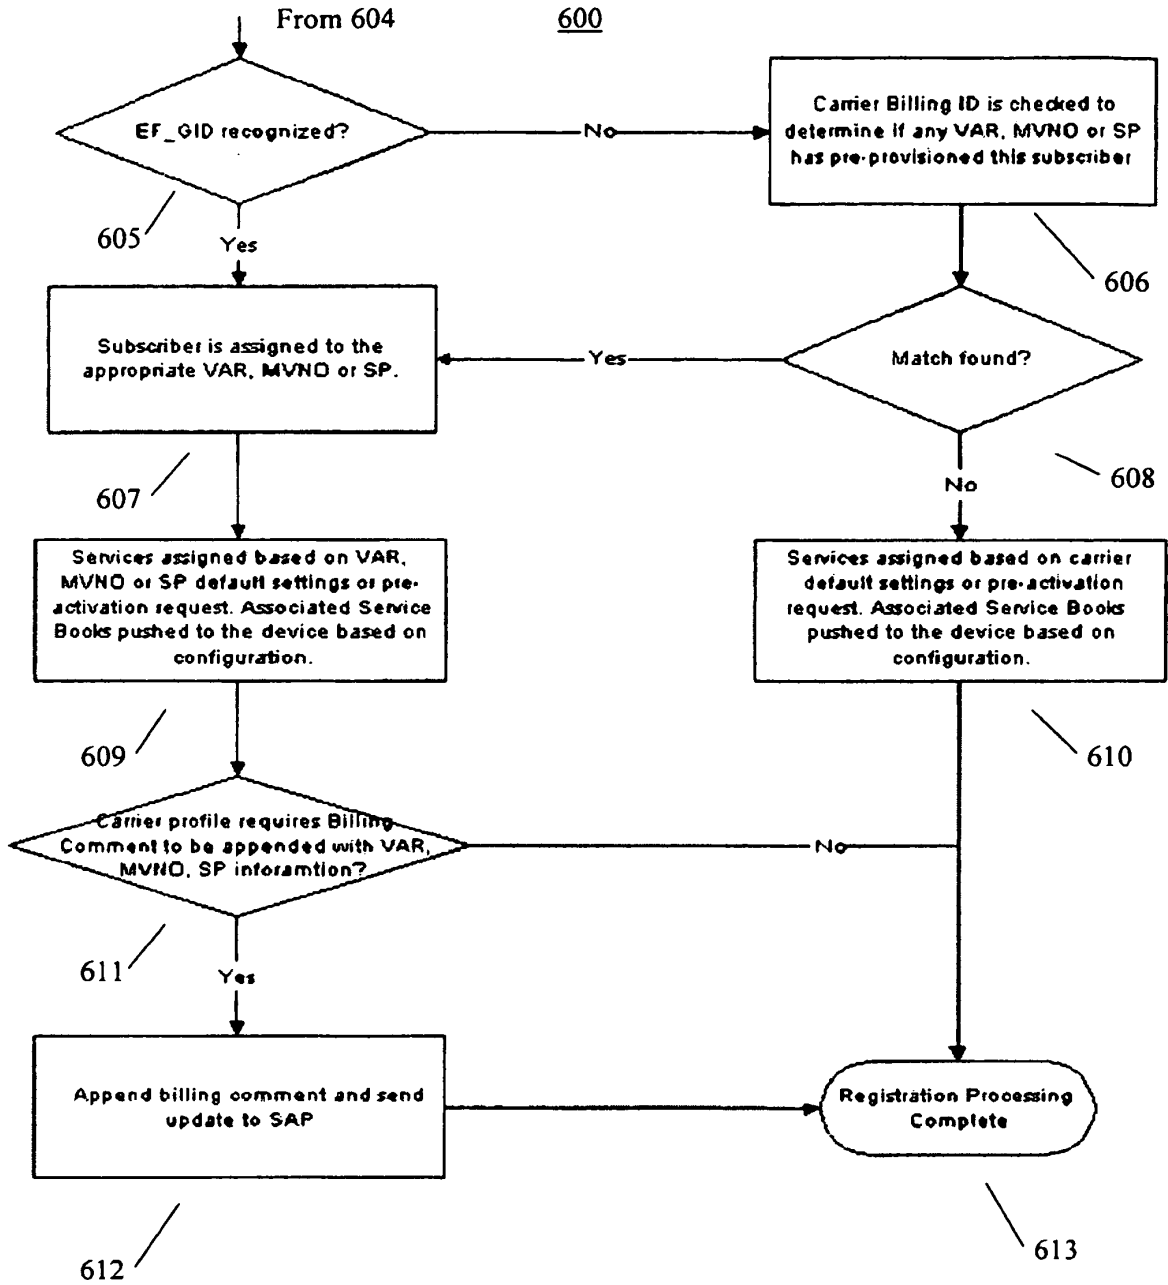 From 604
600
EF_GID recognized?
No
Carrier Billing ID is checked to
determine if any VAR, MVNO or SP
has pre-provisioned this subscriber
605
Yes
606
Subscriber is assigned to the
appropriate VAR, MVNO or SP.
Yes
Match found?
607
608
No
Services assigned based on VAR,
MVNO or SP default settings or pre-
activation request. Associated Service
Books pushed to the device based on
configuration.
Services assigned based on carrier
default settings or pre-activation
request. Associated Service Books
pushed to the device based on
configuration.
609
610
Carrier profile requires Billing
Comment to be appended with VAR,
MVNO, SP inforamtion?
No
611
Yes
Append billing comment and send
update to SAP
Registration Processing
Complete
612
613